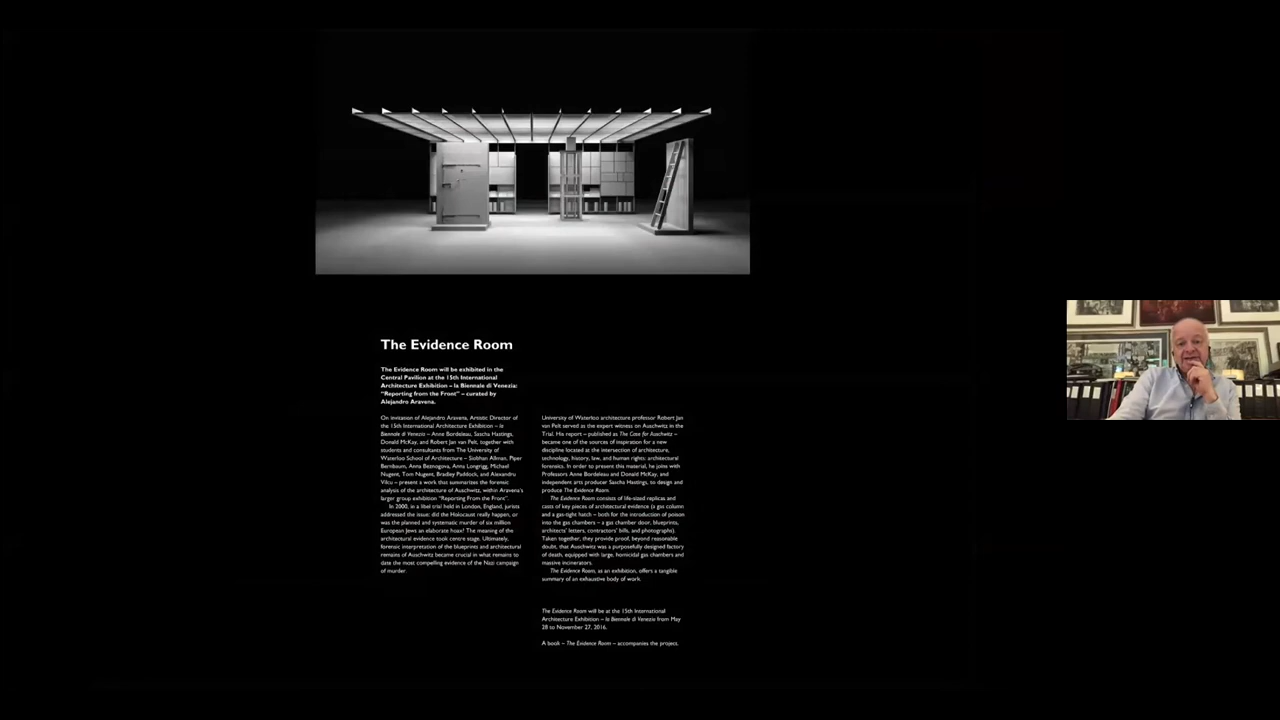 The Evidence Room
The Evidence Room will be exhibited in the
Central Pavilion at the 15th International
Architecture Exhibition – la Biennale di Venezia:
"Reporting from the Front" – curated by
Alejandro Aravena.
On invitation of Alejandro Aravena, Artistic Director of
the 15th International Architecture Exhibition – la
Biennale di Venezia – Anne Bordeleau, Sascha Hastings,
Donald McKay, and Robert Jan van Pelt, together with
students and consultants from The University of
Waterloo School of Architecture – Siobhan Allman, Piper
Bernbaum, Anna Beznogova, Anna Longrigg, Michael
Nugent, Tom Nugent, Bradley Paddock, and Alexandru
Vilcu – present a work that summarizes the forensic
analysis of the architecture of Auschwitz, within Aravena's
larger group exhibition "Reporting From the Front".
In 2000, in a libel trial held in London, England, jurists
addressed the issue: did the Holocaust really happen, or
was the planned and systematic murder of six million
European Jews an elaborate hoax? The meaning of the
architectural evidence took centre stage. Ultimately,
forensic interpretation of the blueprints and architectural
remains of Auschwitz became crucial in what remains to
date the most compelling evidence of the Nazi campaign
of murder.
University of Waterloo architecture professor Robert Jan
van Pelt served as the expert witness on Auschwitz in the
Trial. His report – published as The Case for Auschwitz –
became one of the sources of inspiration for a new
discipline located at the intersection of architecture,
technology, history, law, and human rights: architectural
forensics. In order to present this material, he joins with
Professors Anne Bordeleau and Donald McKay, and
independent arts producer Sascha Hastings, to design and
produce The Evidence Room.
The Evidence Room consists of life-sized replicas and
casts of key pieces of architectural evidence (a gas column
and a gas-tight hatch – both for the introduction of poison
into the gas chambers – a gas chamber door, blueprints,
architects' letters, contractors' bills, and photographs).
Taken together, they provide proof, beyond reasonable
doubt, that Auschwitz was a purposefully designed factory
of death, equipped with large, homicidal gas chambers and
massive incinerators.
The Evidence Room, as an exhibition, offers a tangible
summary of an exhaustive body of work.
The Evidence Room will be at the 15th International
Architecture Exhibition – la Biennale di Venezia from May
28 to November 27, 2016.
A book – The Evidence Room – accompanies the project.